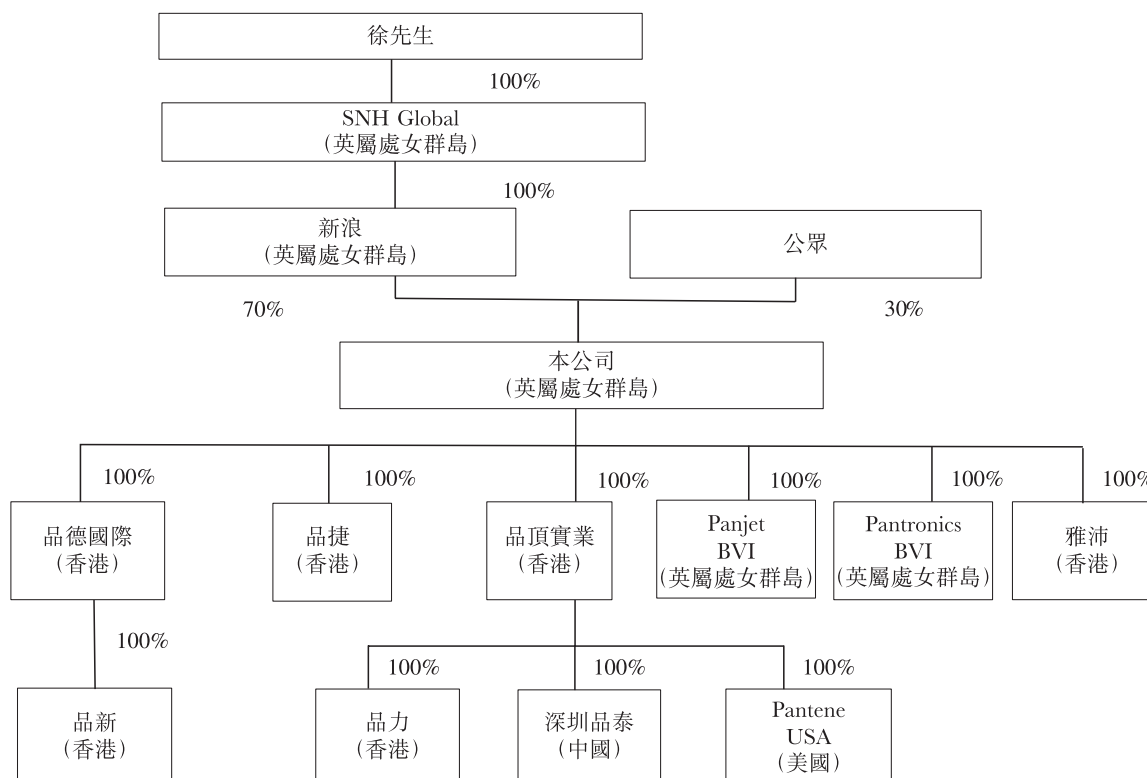 徐先生
100%
SNH Global
（英屬處女群島）
100%
新浪
（英屬處女群島）
公眾
70%
30%
本公司
（英屬處女群島）
100%
100%
100%
100%
100%
100%
品德國際
（香港）
品捷
（香港）
品頂實業
（香港）
Panjet
BVI
（英屬處女群島）
Pantronics
BVI
（英屬處女群島）
雅沛
（香港）
100%
100%
100%
100%
品新
（香港）
品力
（香港）
深圳品泰
（中國）
Pantene
USA
（美國）